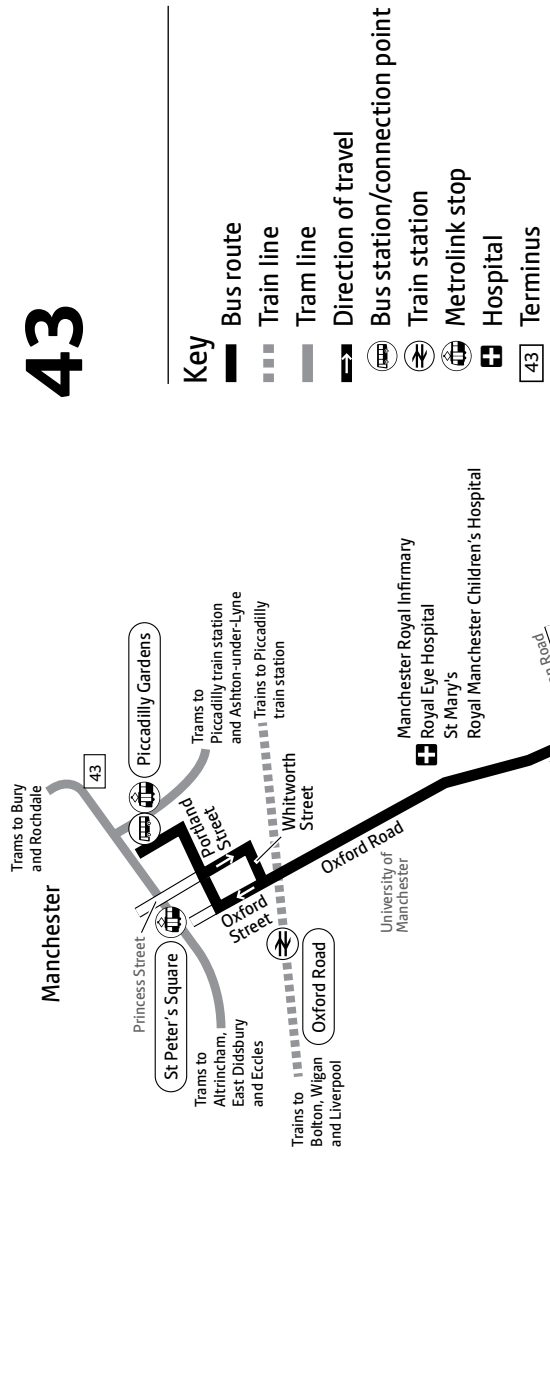 43
Key
Bus route
Train line
Tram line
Direction of travel
Bus station/connection point
Train station
Metrolink stop
Hospital
43
Terminus
Manchester
Trams to Bury
and Rochdale
43
Piccadilly Gardens
Trams to
Piccadilly train station
and Ashton-under-Lyne
Trains to Piccadilly
train station
Princess Street
St Peter's Square
Portland
Street
Whitworth
Street
Oxford
Street
Trams to
Altrincham,
East Didsbury
and Eccles
Oxford Road
Trains to
Bolton, Wigan
and Liverpool
Oxford Road
University of
Manchester
Manchester Royal Infirmary
Royal Eye Hospital
St Mary's
Royal Manchester Children's Hospital
Road